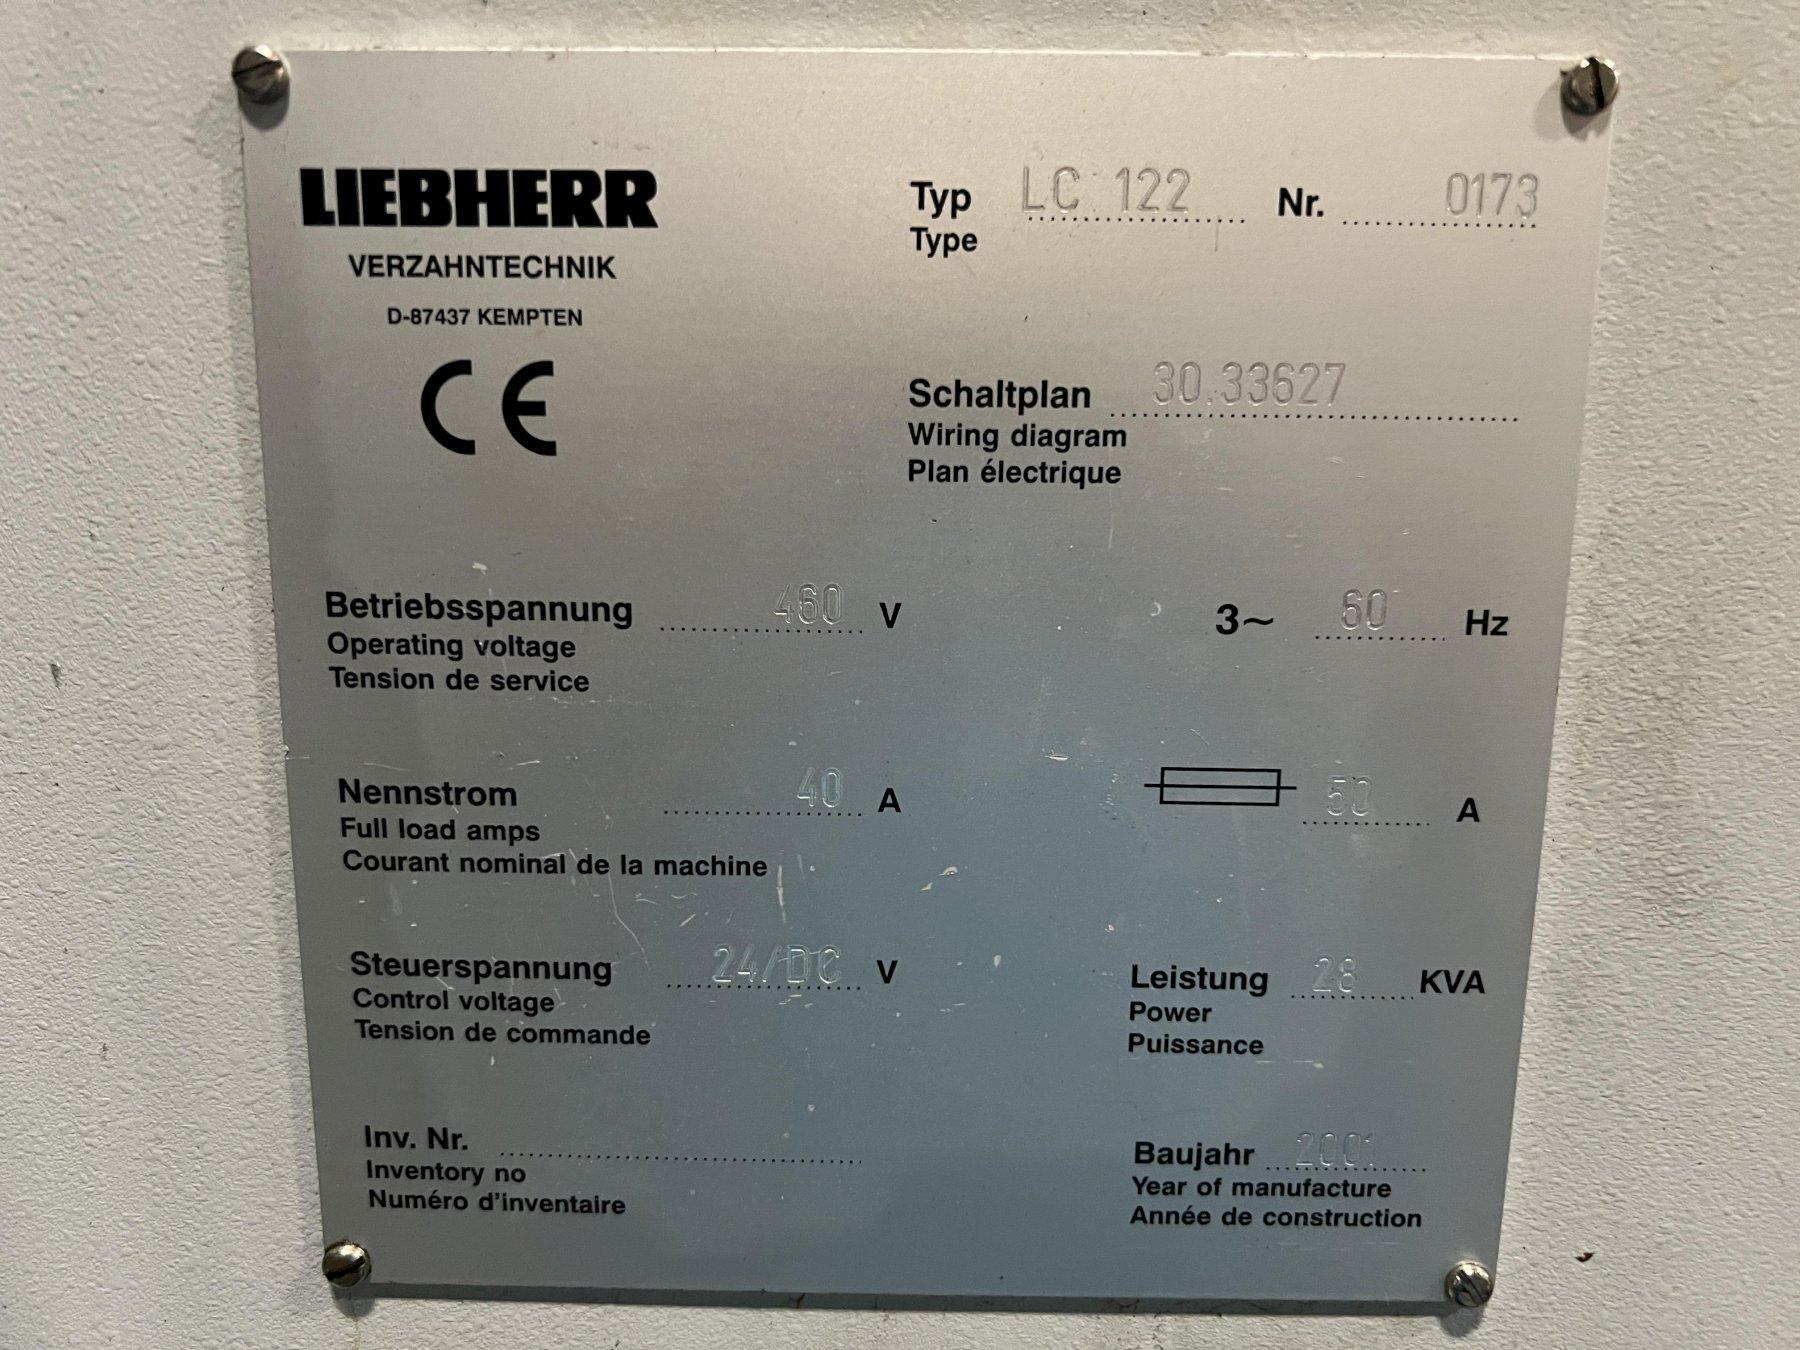 LIEBHERR
VERZAHNTECHNIK
D-87437 KEMPTEN
CE
Typ LC 122 Nr. 0173
Type
Schaltplan 30.33627
Wiring diagram
Plan électrique
Betriebsspannung 460 V 3~ 60 Hz
Operating voltage
Tension de service
Nennstrom 40 A 50 A
Full load amps
Courant nominal de la machine
Steuerspannung 24/DC V
Control voltage
Tension de commande
Leistung 28 KVA
Power
Puissance
Inv. Nr.
Inventory no
Numéro d'inventaire
Baujahr 2001
Year of manufacture
Année de construction